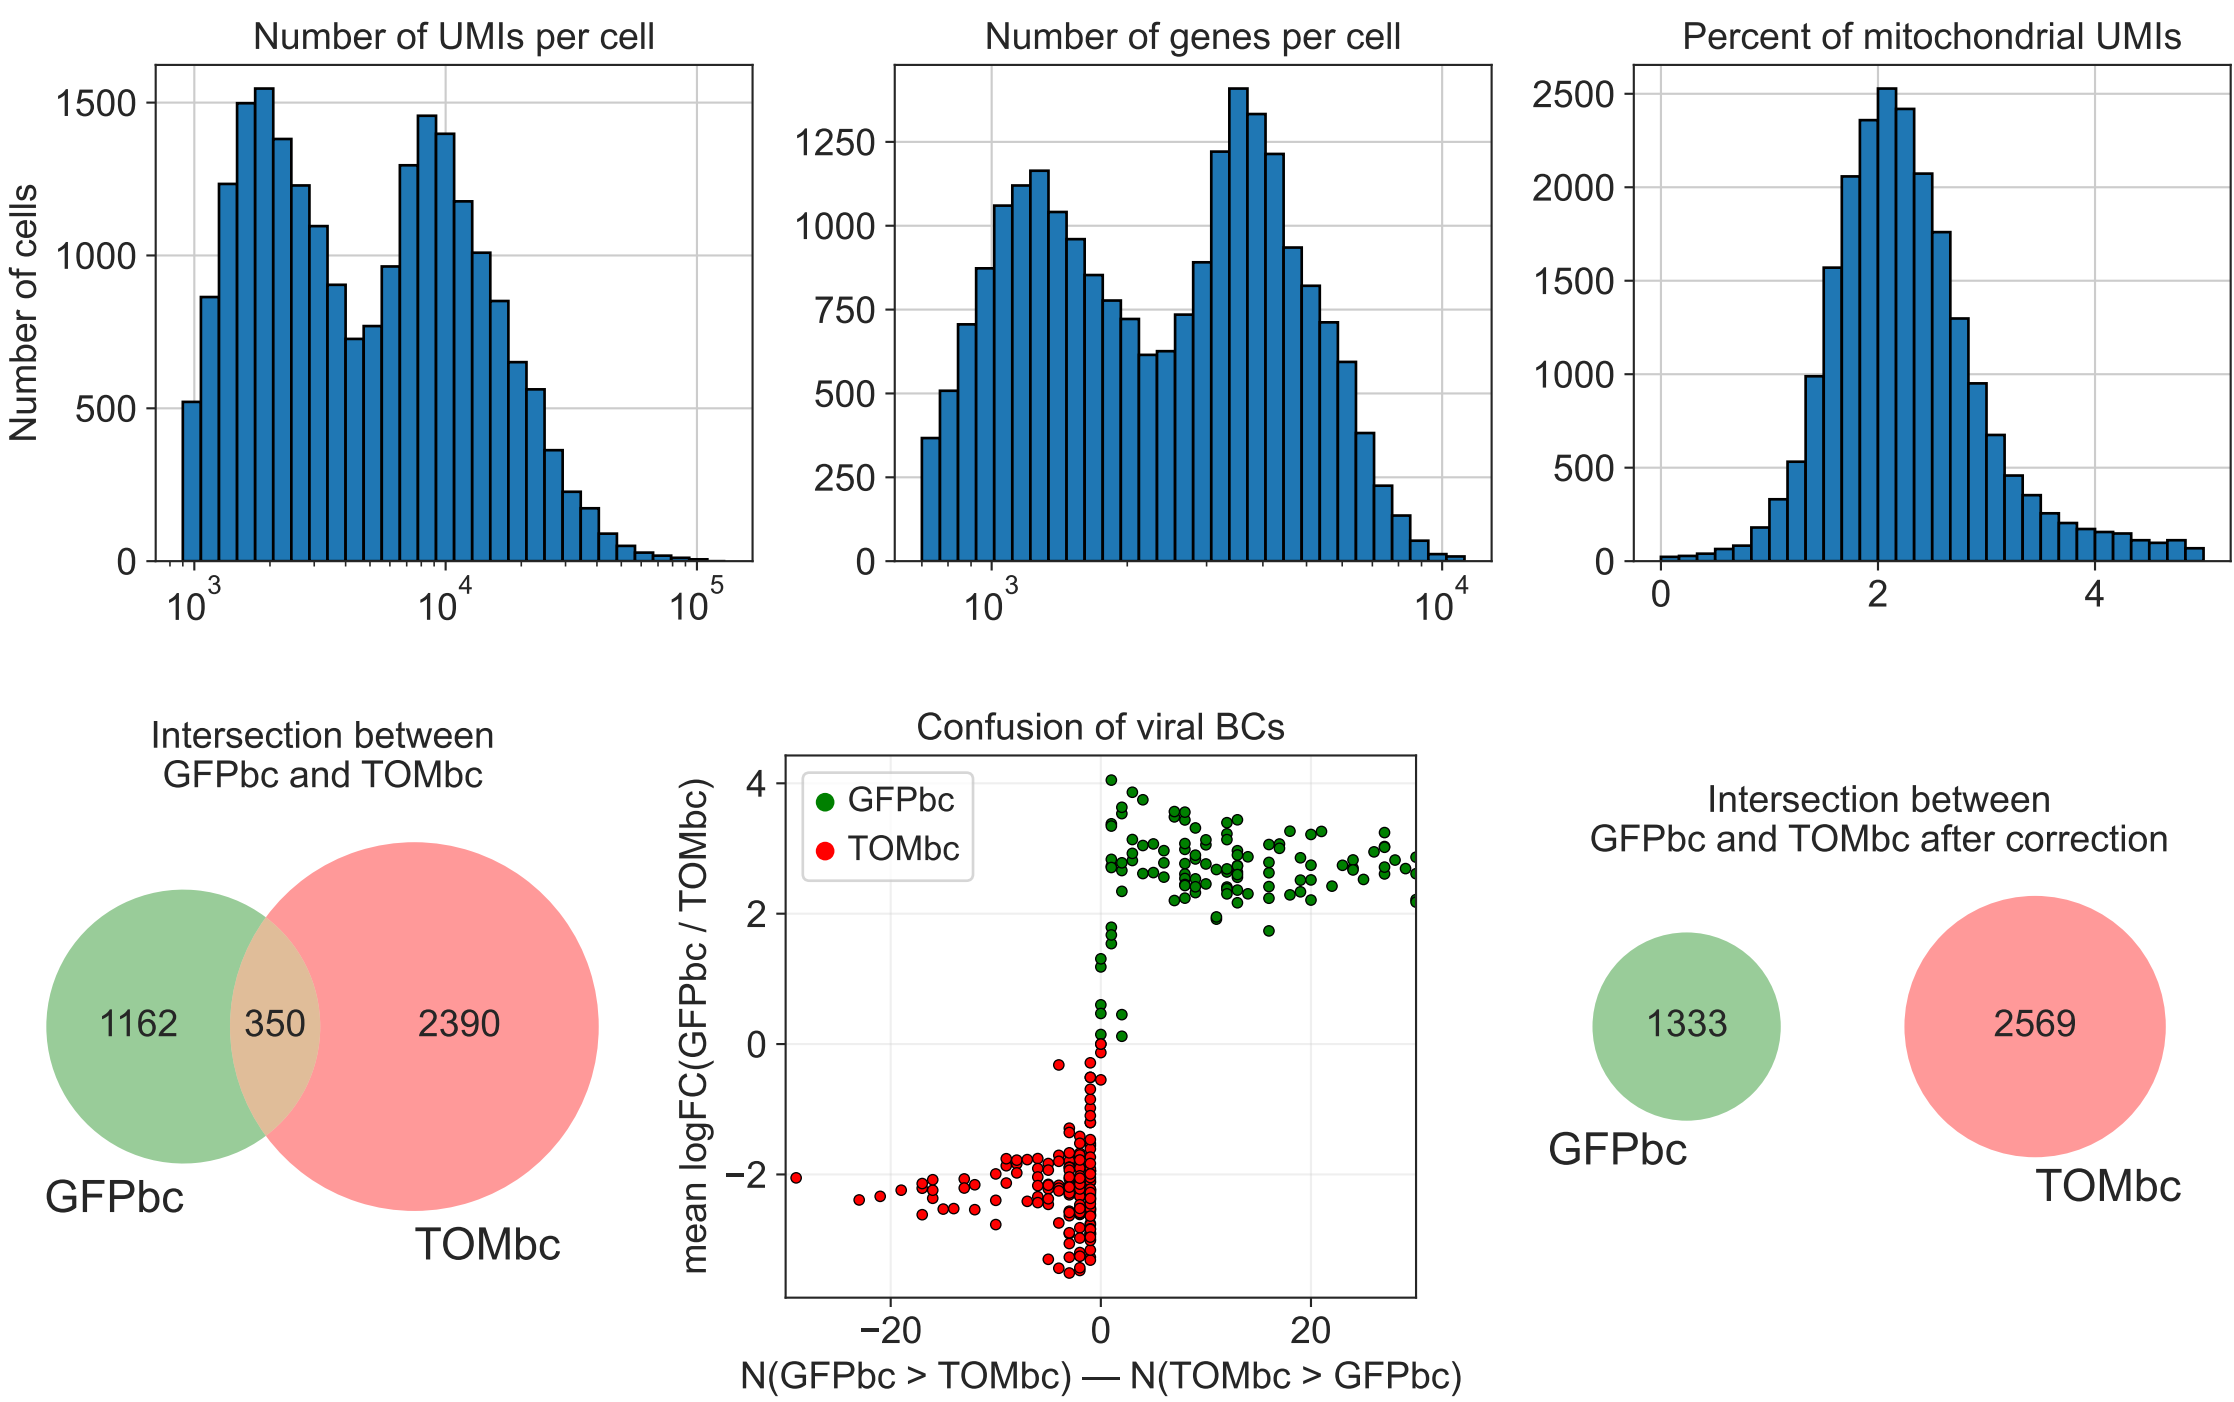 Number of UMIs per cell
Number of genes per cell
Percent of mitochondrial UMIs
Number of cells
1500
1000
500
0
10^3
10^4
10^5
1250
1000
750
500
250
0
10^3
10^4
2500
2000
1500
1000
500
0
0
2
4
Intersection between
GFPbc and TOMbc
1162
350
2390
GFPbc
TOMbc
Confusion of viral BCs
GFPbc
TOMbc
mean logFC(GFPbc / TOMbc)
4
2
0
−2
−20
0
20
N(GFPbc > TOMbc) — N(TOMbc > GFPbc)
Intersection between
GFPbc and TOMbc after correction
1333
2569
GFPbc
TOMbc